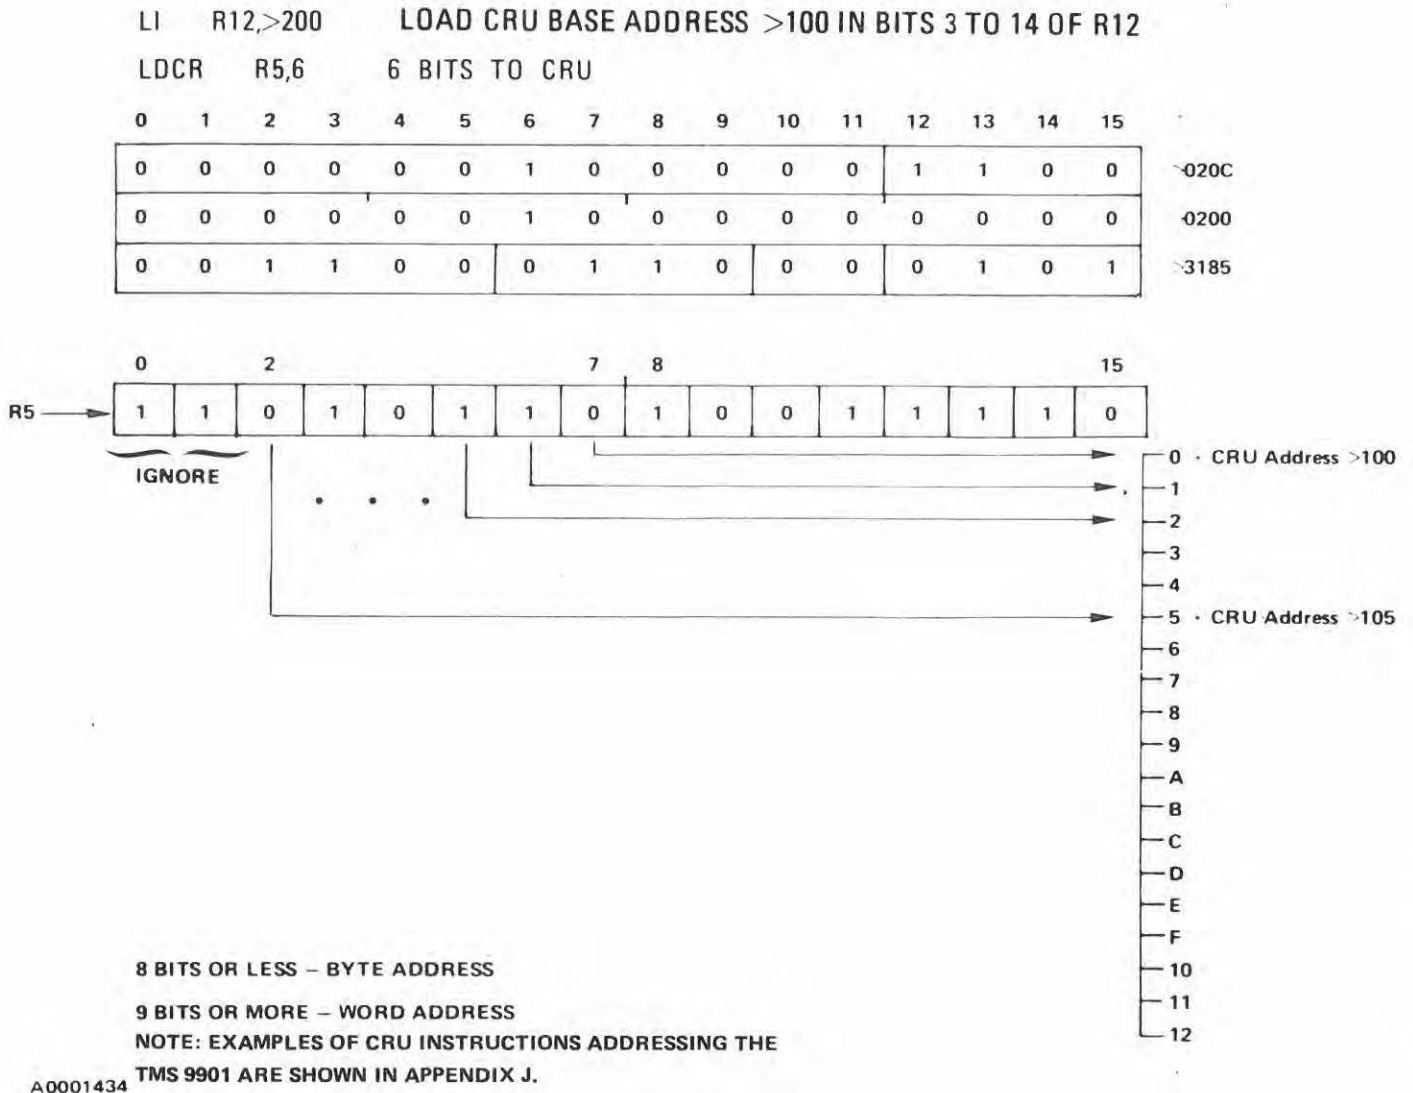 LI R12,>200 LOAD CRU BASE ADDRESS >100 IN BITS 3 TO 14 OF R12
LDCR R5,6 6 BITS TO CRU
0 1 2 3 4 5 6 7 8 9 10 11 12 13 14 15
0 0 0 0 0 0 1 0 0 0 0 0 1 1 0 0 >020C
0 0 0 0 0 0 1 0 0 0 0 0 0 0 0 0 >0200
0 0 1 1 0 0 0 1 1 0 0 0 0 1 0 1 >3185
0 2 7 8 15
R5 1 1 0 1 0 1 1 0 1 0 0 1 1 1 1 0
IGNORE
0 · CRU Address >100
1
2
3
4
5 · CRU Address >105
6
7
8
9
A
B
C
D
E
F
10
11
12
8 BITS OR LESS – BYTE ADDRESS
9 BITS OR MORE – WORD ADDRESS
NOTE: EXAMPLES OF CRU INSTRUCTIONS ADDRESSING THE
TMS 9901 ARE SHOWN IN APPENDIX J.
A0001434